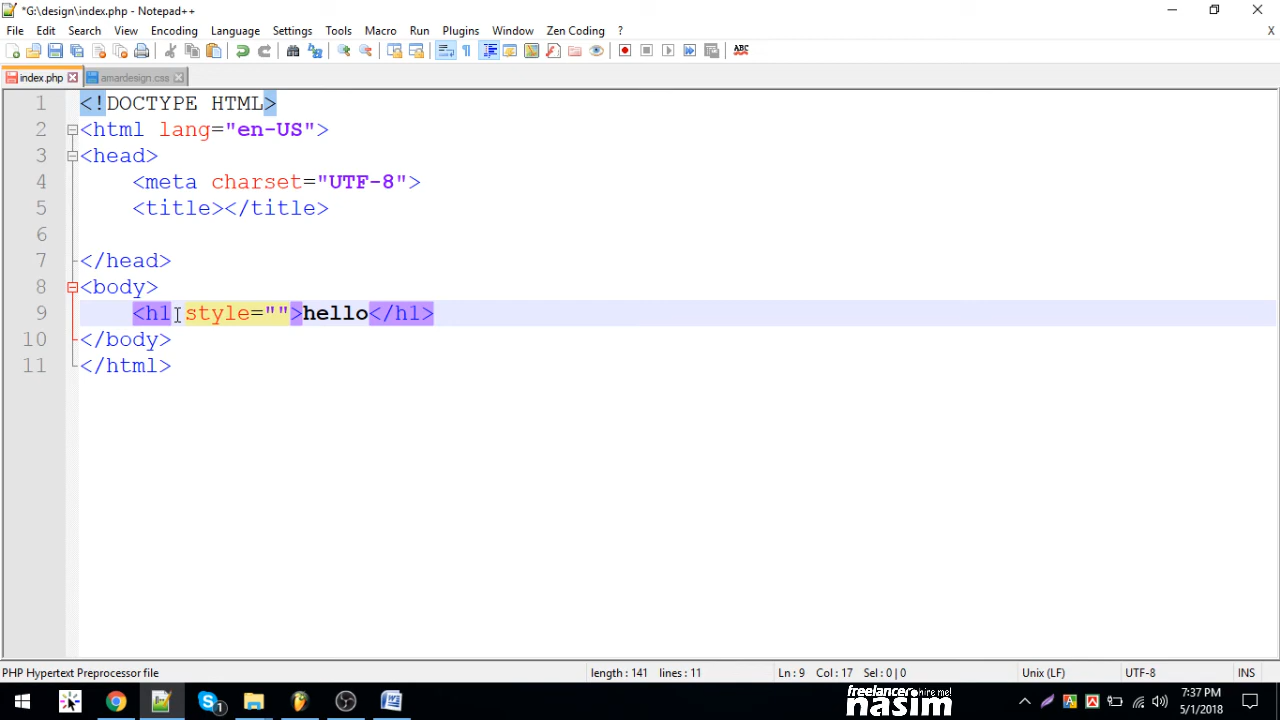 *G:\design\index.php - Notepad++
File Edit Search View Encoding Language Settings Tools Macro Run Plugins Window Zen Coding ? X
ABC
index.php amardesign.css
1 <!DOCTYPE HTML>
2 <html lang="en-US">
3 <head>
4 <meta charset="UTF-8">
5 <title></title>
6
7 </head>
8 <body>
9 <h1 style="">hello</h1>
10 </body>
11 </html>
PHP Hypertext Preprocessor file length : 141 lines : 11 Ln : 9 Col : 17 Sel : 0 | 0 Unix (LF) UTF-8 INS
freelancer hire me!
nasim
7:37 PM
5/1/2018